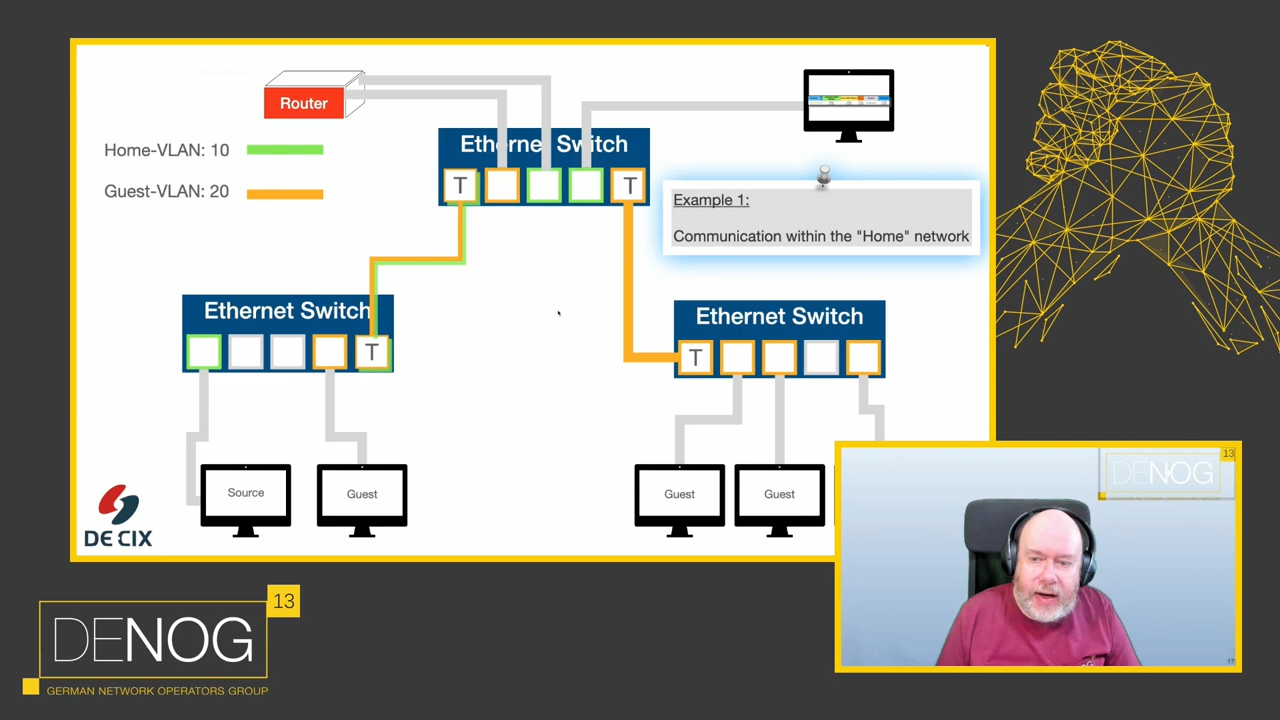 Router
Home-VLAN: 10
Guest-VLAN: 20
Ethernet Switch
T
T
Example 1:
Communication within the "Home" network
Ethernet Switch
T
Ethernet Switch
T
Source
Guest
Guest
Guest
DE CIX
DENOG
13
DENOG
13
GERMAN NETWORK OPERATORS GROUP